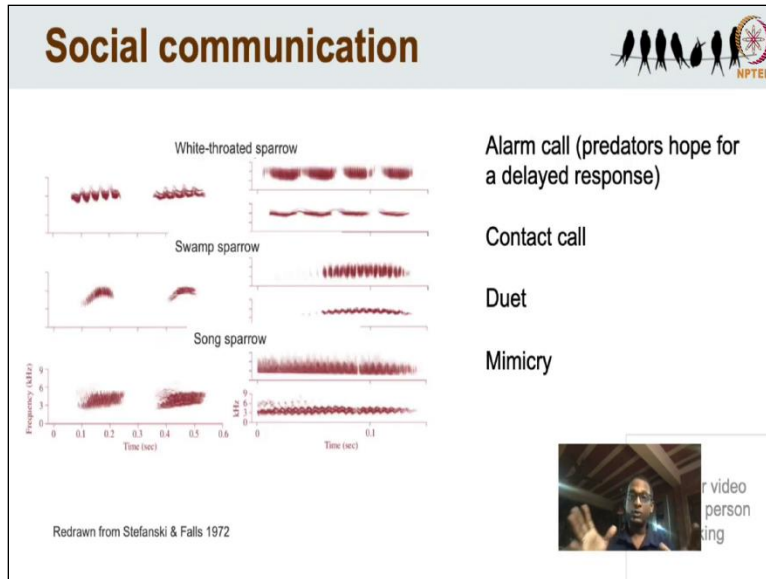 Social communication
NPTEL
White-throated sparrow
Swamp sparrow
Song sparrow
Frequency (kHz)
9
6
3
0
0
0.1
0.2
0.3
0.4
0.5
0.6
Time (sec)
kHz
9
6
3
0
0
0.1
Time (sec)
Redrawn from Stefanski & Falls 1972
Alarm call (predators hope for
a delayed response)
Contact call
Duet
Mimicry
video
person